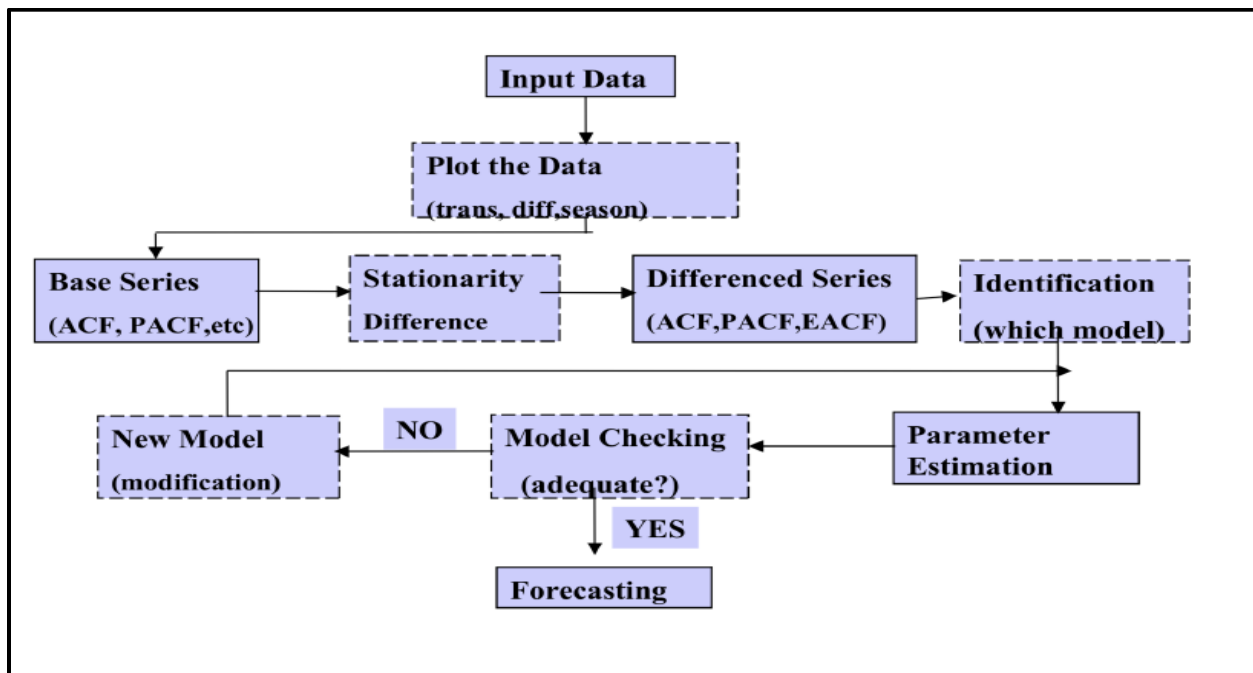 Input Data
Plot the Data
(trans, diff,season)
Base Series
(ACF, PACF,etc)
Stationarity
Difference
Differenced Series
(ACF,PACF,EACF)
Identification
(which model)
New Model
(modification)
NO
Model Checking
(adequate?)
Parameter
Estimation
YES
Forecasting